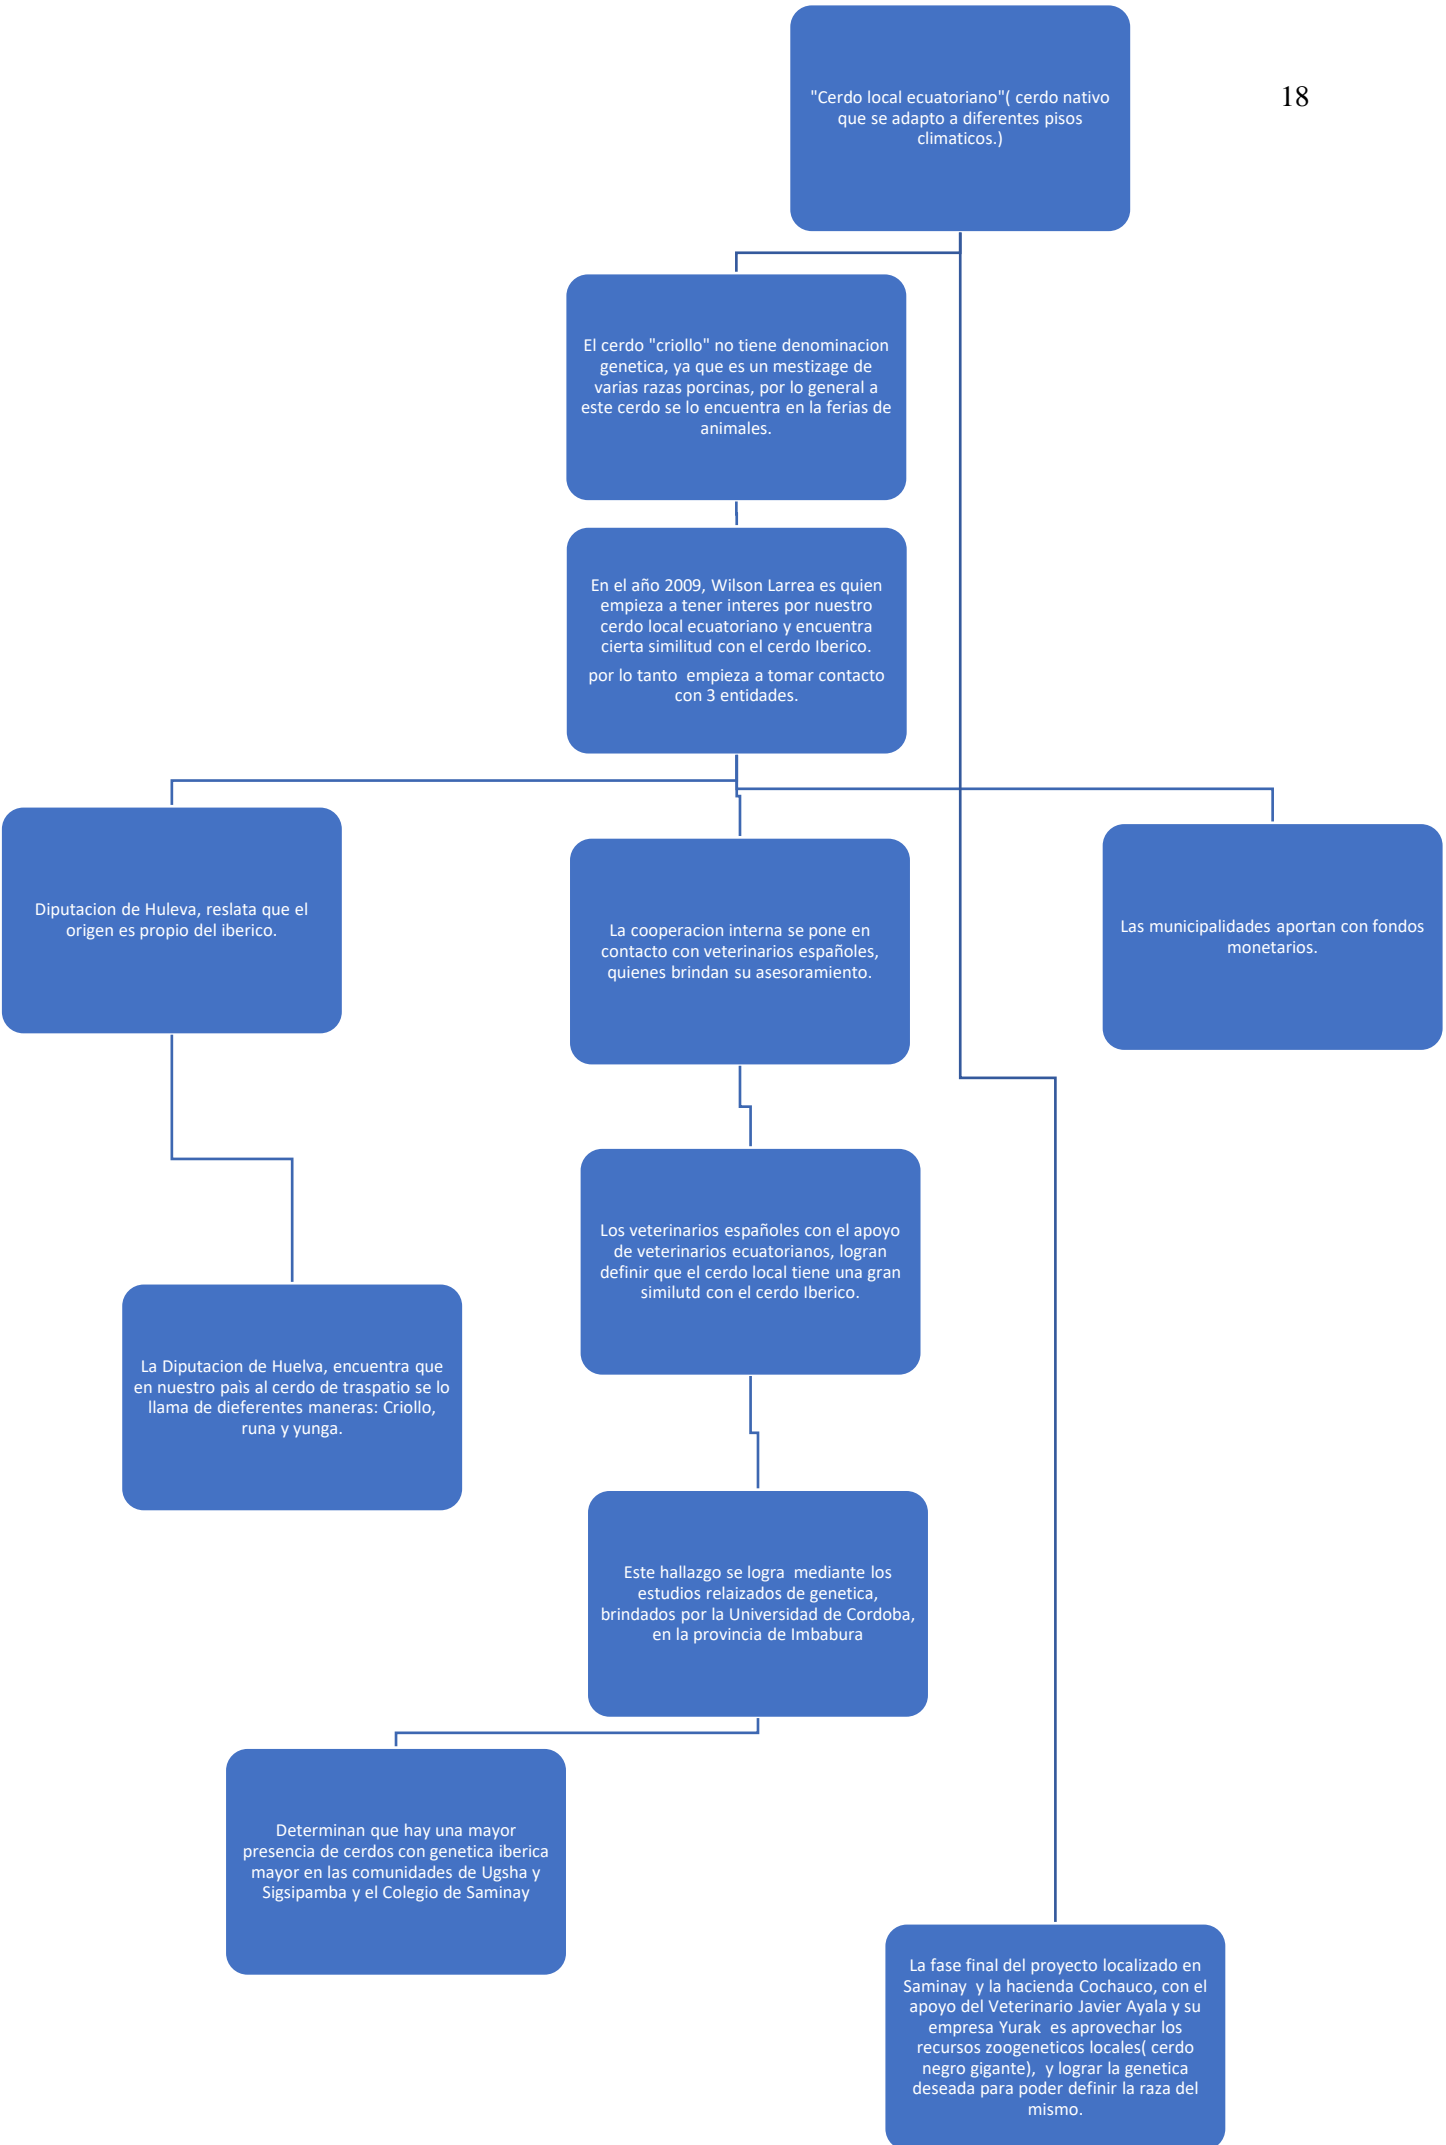 18
"Cerdo local ecuatoriano"( cerdo nativo
que se adapto a diferentes pisos
climaticos.)
El cerdo "criollo" no tiene denominacion
genetica, ya que es un mestizage de
varias razas porcinas, por lo general a
este cerdo se lo encuentra en la ferias de
animales.
En el año 2009, Wilson Larrea es quien
empieza a tener interes por nuestro
cerdo local ecuatoriano y encuentra
cierta similitud con el cerdo Iberico.
por lo tanto empieza a tomar contacto
con 3 entidades.
Diputacion de Huleva, reslata que el
origen es propio del iberico.
La cooperacion interna se pone en
contacto con veterinarios españoles,
quienes brindan su asesoramiento.
Las municipalidades aportan con fondos
monetarios.
Los veterinarios españoles con el apoyo
de veterinarios ecuatorianos, logran
definir que el cerdo local tiene una gran
similutd con el cerdo Iberico.
La Diputacion de Huelva, encuentra que
en nuestro paìs al cerdo de traspatio se lo
llama de dieferentes maneras: Criollo,
runa y yunga.
Este hallazgo se logra mediante los
estudios relaizados de genetica,
brindados por la Universidad de Cordoba,
en la provincia de Imbabura
Determinan que hay una mayor
presencia de cerdos con genetica iberica
mayor en las comunidades de Ugsha y
Sigsipamba y el Colegio de Saminay
La fase final del proyecto localizado en
Saminay y la hacienda Cochauco, con el
apoyo del Veterinario Javier Ayala y su
empresa Yurak es aprovechar los
recursos zoogeneticos locales( cerdo
negro gigante), y lograr la genetica
deseada para poder definir la raza del
mismo.